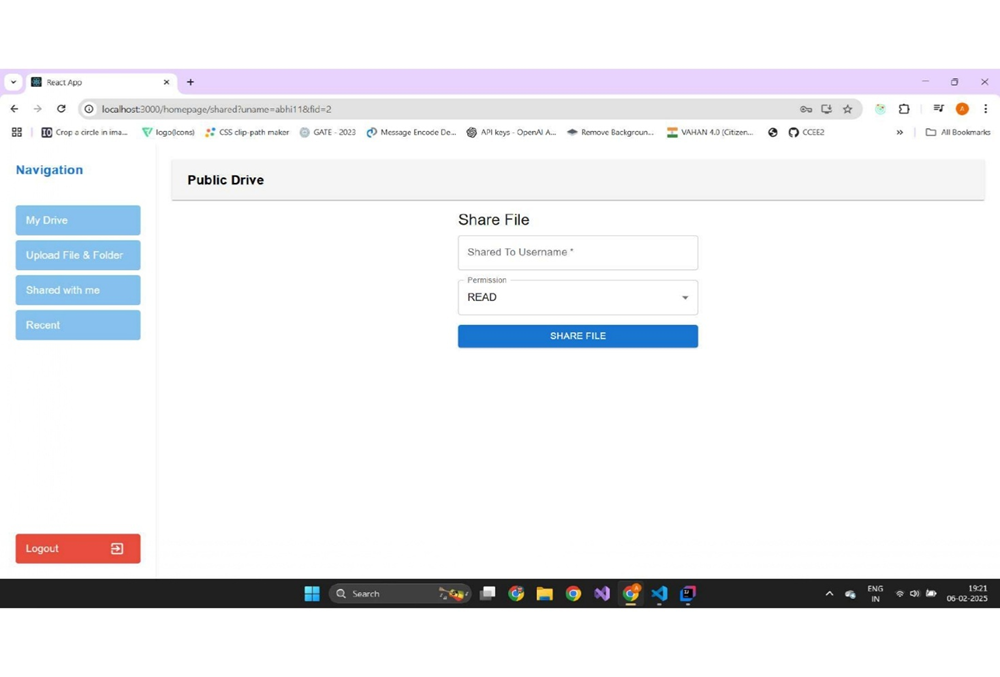 React App
localhost:3000/homepage/shared?uname=abhi11&fid=2
Crop a circle in ima... logo(Icons) CSS clip-path maker GATE - 2023 Message Encode De... API keys - OpenAI A... Remove Backgroun... VAHAN 4.0 (Citizen... CCEE2 » All Bookmarks
Navigation
Public Drive
My Drive
Upload File & Folder
Shared with me
Recent
Share File
Shared To Username *
Permission
READ
SHARE FILE
Logout
Search
ENG
IN
19:21
06-02-2025